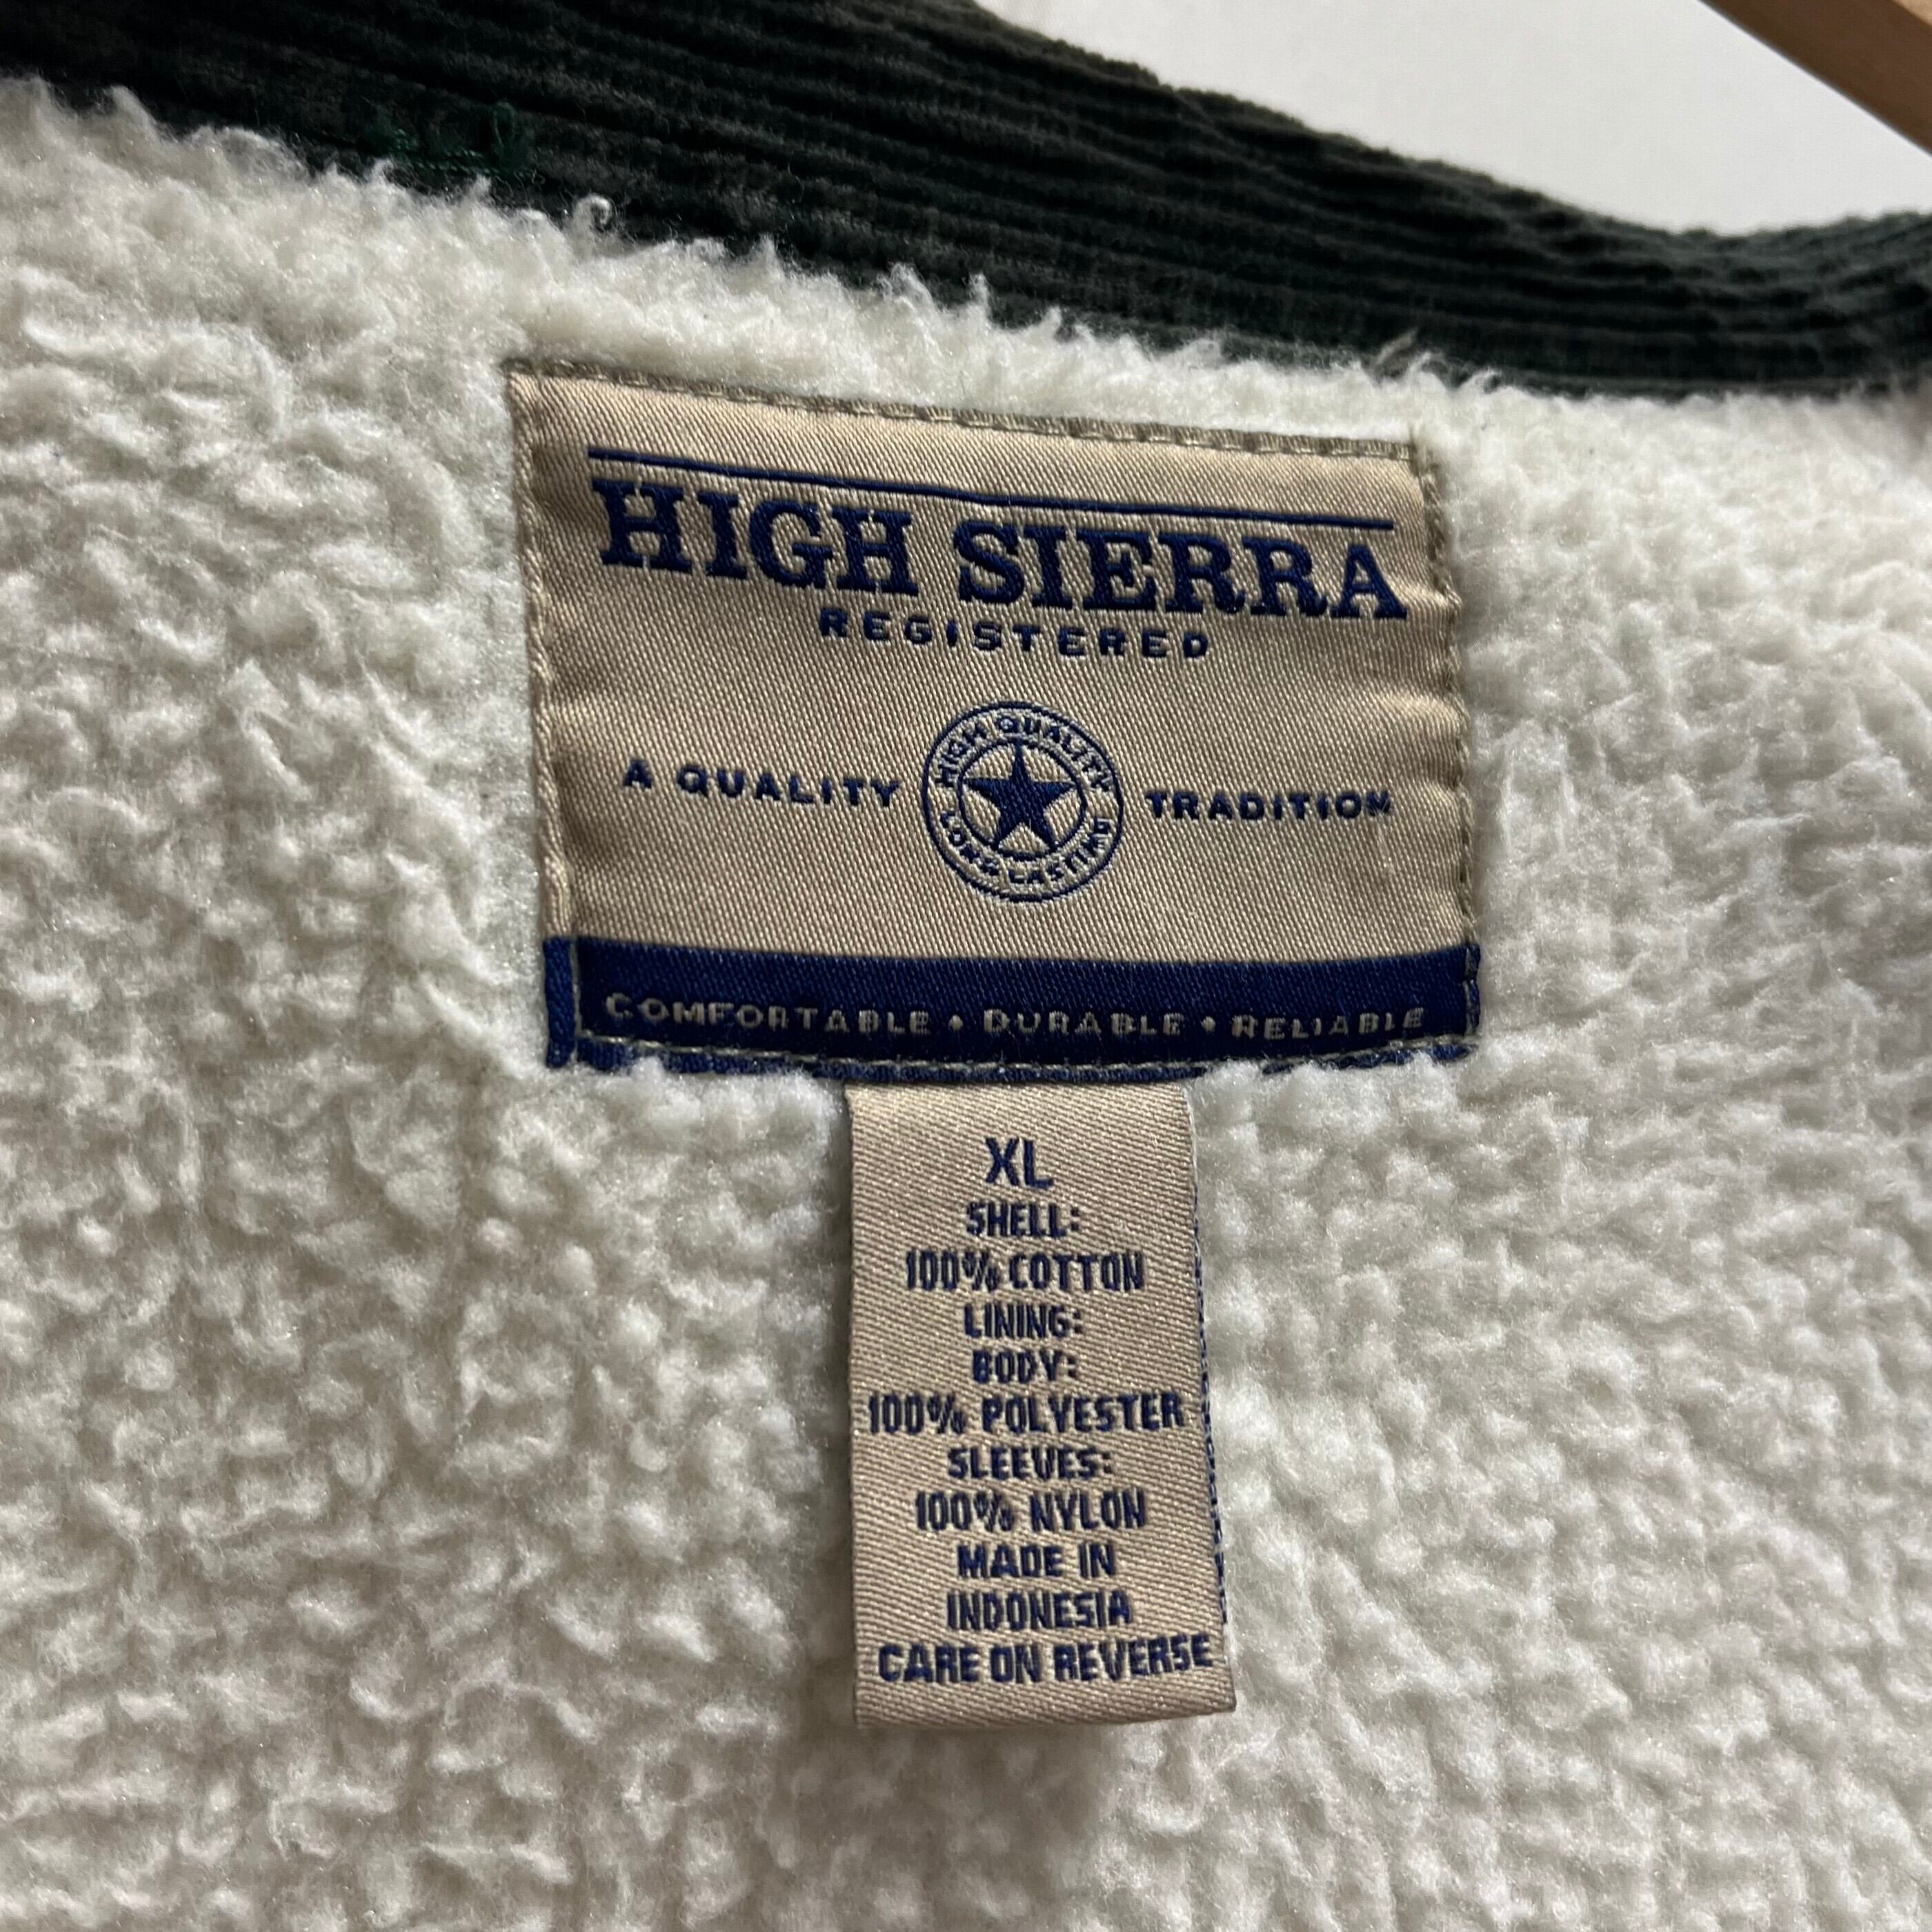 HIGH SIERRA
REGISTERED
A QUALITY TRADITION
HIGH QUALITY
LONG LASTING
COMFORTABLE • DURABLE • RELIABLE
XL
SHELL:
100% COTTON
LINING:
BODY:
100% POLYESTER
SLEEVES:
100% NYLON
MADE IN
INDONESIA
CARE ON REVERSE